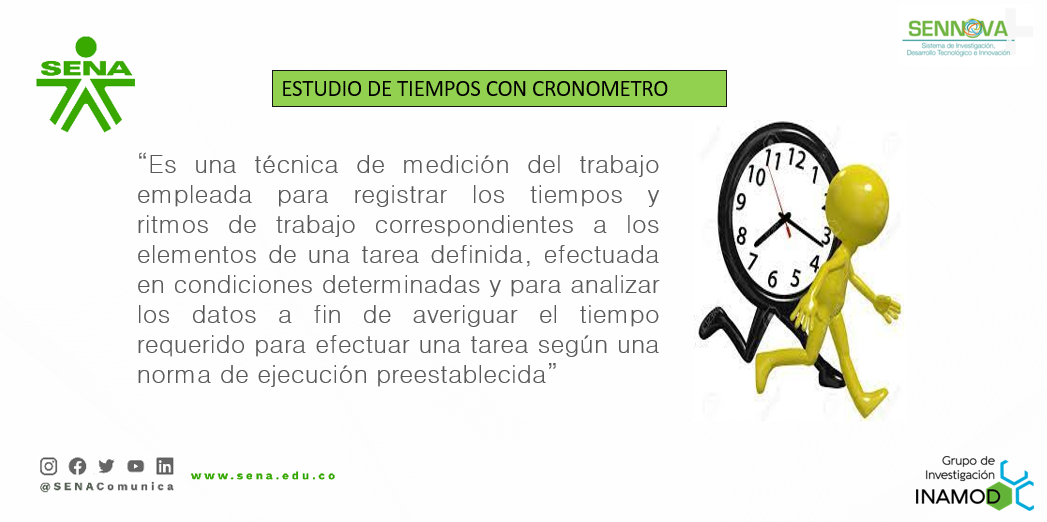 SENNOVA
Sistema de Investigación,
Desarrollo Tecnológico e Innovación
SENA
ESTUDIO DE TIEMPOS CON CRONOMETRO
“Es una técnica de medición del trabajo
empleada para registrar los tiempos y
ritmos de trabajo correspondientes a los
elementos de una tarea definida, efectuada
en condiciones determinadas y para analizar
los datos a fin de averiguar el tiempo
requerido para efectuar una tarea según una
norma de ejecución preestablecida”
11 12 1
10
9
8 3
7 4
6 5
@SENAComunica
www.sena.edu.co
Grupo de
Investigación
INAMOD